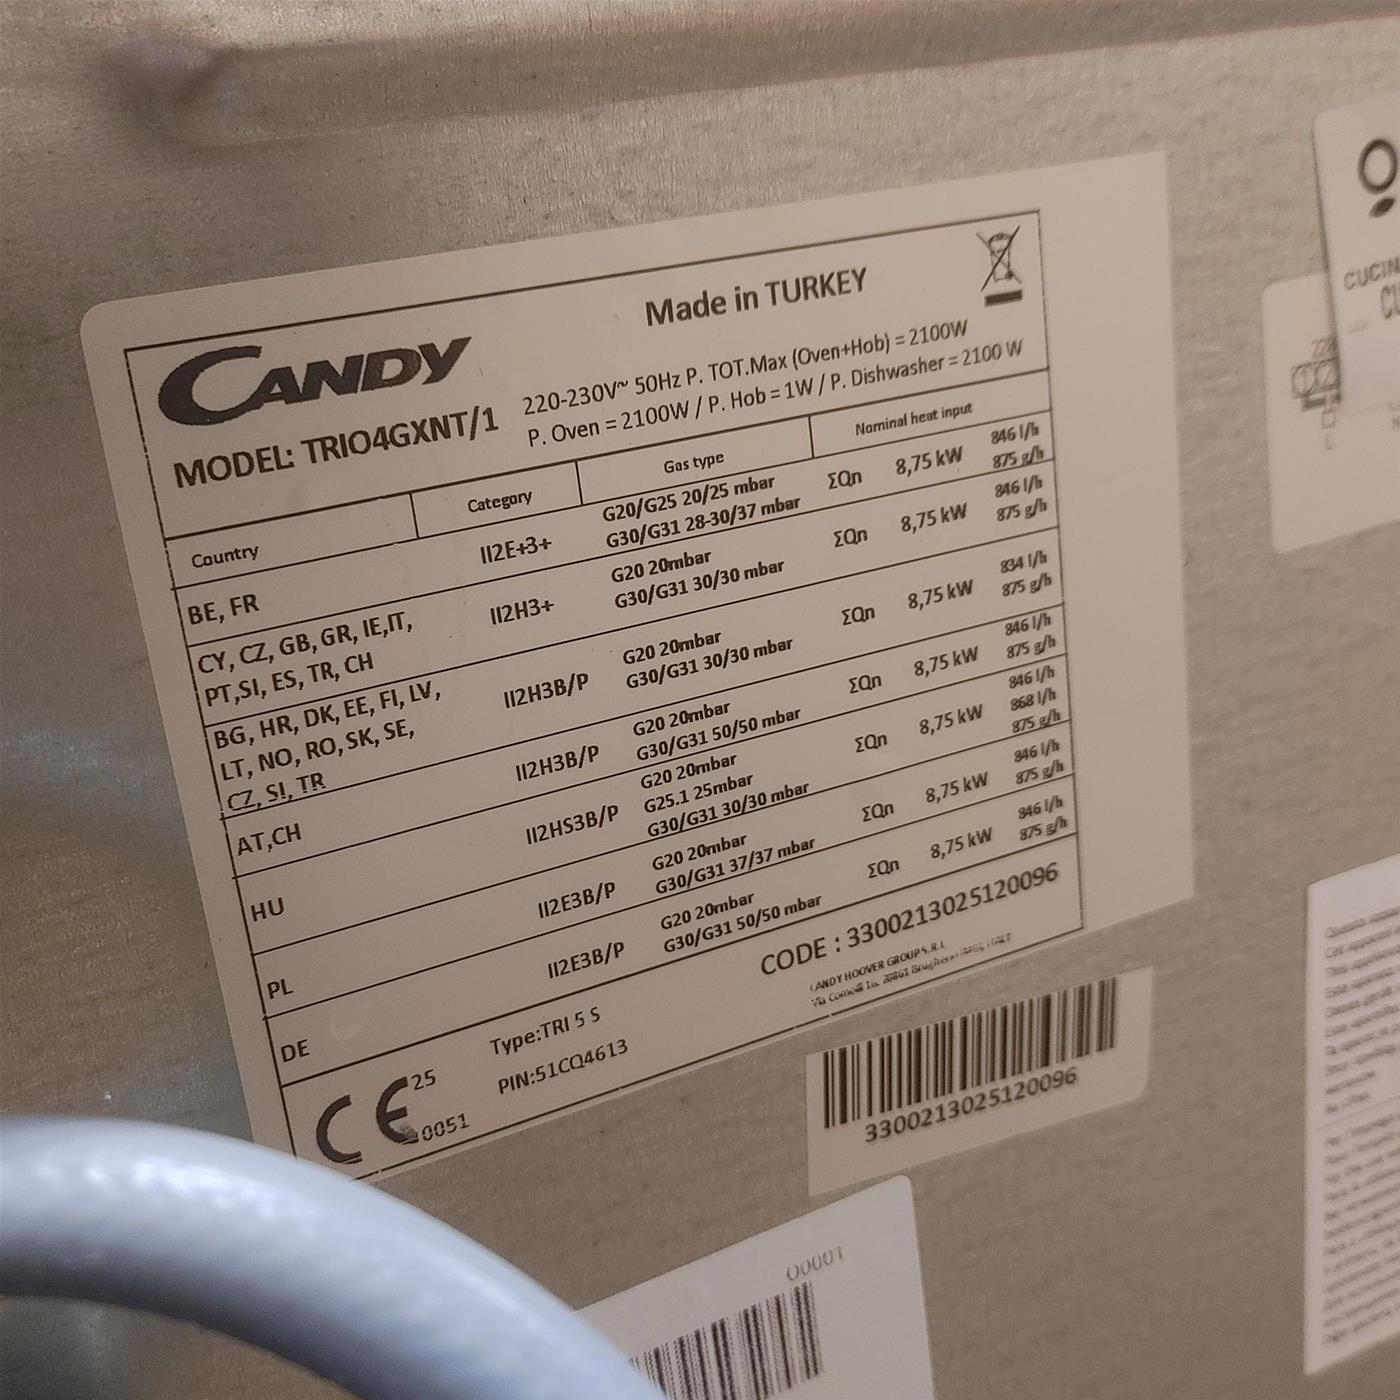 Made in TURKEY
CANDY
MODEL: TRIO4GXNT/1
220-230V~ 50Hz P. TOT.Max (Oven+Hob) = 2100W
P. Oven = 2100W / P. Hob = 1W / P. Dishwasher = 2100 W
Country Category Gas type Nominal heat input
BE, FR II2E+3+ G20/G25 20/25 mbar ΣQn 8,75 kW 846 l/h
G30/G31 28-30/37 mbar 875 g/h
CY, CZ, GB, GR, IE,IT, II2H3+ G20 20mbar ΣQn 8,75 kW 846 l/h
PT,SI, ES, TR, CH G30/G31 30/30 mbar 875 g/h
BG, HR, DK, EE, FI, LV, II2H3B/P G20 20mbar ΣQn 8,75 kW 834 l/h
LT, NO, RO, SK, SE, G30/G31 30/30 mbar 875 g/h
CZ, SI, TR
AT,CH II2H3B/P G20 20mbar ΣQn 8,75 kW 846 l/h
G30/G31 50/50 mbar 875 g/h
HU II2HS3B/P G20 20mbar ΣQn 8,75 kW 846 l/h
G25.1 25mbar 868 l/h
G30/G31 30/30 mbar 875 g/h
PL II2E3B/P G20 20mbar ΣQn 8,75 kW 846 l/h
G30/G31 37/37 mbar 875 g/h
DE II2E3B/P G20 20mbar ΣQn 8,75 kW 846 l/h
G30/G31 50/50 mbar 875 g/h
CE 25
0051
Type:TRI 5 S
PIN:51CQ4613
CODE : 3300213025120096
CANDY HOOVER GROUP S.R.L
Via Comolli 16, 20861 Brugherio
3300213025120096
00001
CUCIN